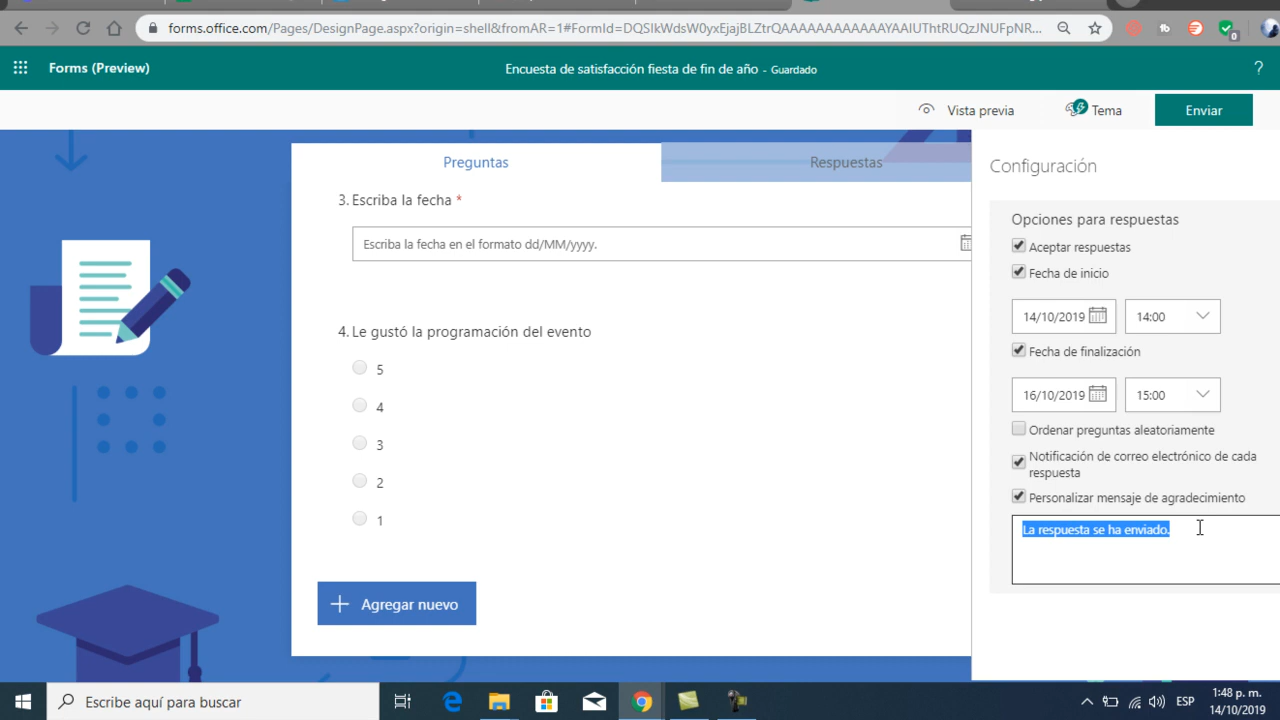 forms.office.com/Pages/DesignPage.aspx?origin=shell&fromAR=1#FormId=DQSIkWdsW0yxEjajBLZtrQAAAAAAAAAAAAYAAIUThtRUQzJNUFpNR...
Forms (Preview)
Encuesta de satisfacción fiesta de fin de año - Guardado
?
Vista previa
Tema
Enviar
Preguntas
Respuestas
Configuración
3. Escriba la fecha *
Escriba la fecha en el formato dd/MM/yyyy.
4. Le gustó la programación del evento
5
4
3
2
1
Agregar nuevo
Opciones para respuestas
Aceptar respuestas
Fecha de inicio
14/10/2019 14:00
Fecha de finalización
16/10/2019 15:00
Ordenar preguntas aleatoriamente
Notificación de correo electrónico de cada
respuesta
Personalizar mensaje de agradecimiento
La respuesta se ha enviado.
Escribe aquí para buscar
ESP
1:48 p. m.
14/10/2019